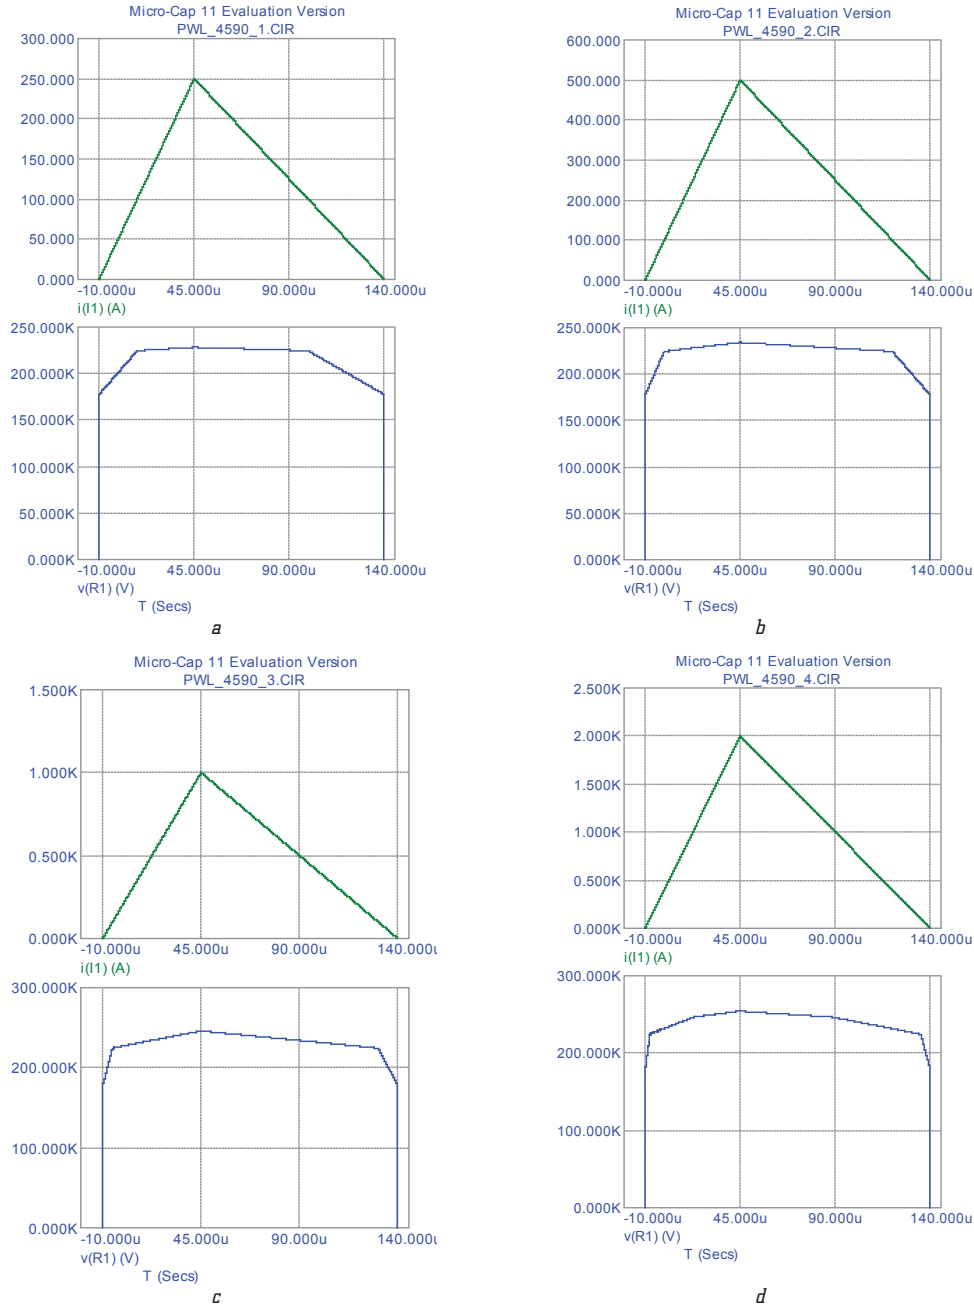 Micro-Cap 11 Evaluation Version
PWL_4590_1.CIR
300.000
250.000
200.000
150.000
100.000
50.000
0.000
-10.000u 45.000u 90.000u 140.000u
i(I1) (A)
250.000K
200.000K
150.000K
100.000K
50.000K
0.000K
-10.000u 45.000u 90.000u 140.000u
v(R1) (V)
T (Secs)
a
Micro-Cap 11 Evaluation Version
PWL_4590_2.CIR
600.000
500.000
400.000
300.000
200.000
100.000
0.000
-10.000u 45.000u 90.000u 140.000u
i(I1) (A)
250.000K
200.000K
150.000K
100.000K
50.000K
0.000K
-10.000u 45.000u 90.000u 140.000u
v(R1) (V)
T (Secs)
b
Micro-Cap 11 Evaluation Version
PWL_4590_3.CIR
1.500K
1.000K
0.500K
0.000K
-10.000u 45.000u 90.000u 140.000u
i(I1) (A)
300.000K
200.000K
100.000K
0.000K
-10.000u 45.000u 90.000u 140.000u
v(R1) (V)
T (Secs)
c
Micro-Cap 11 Evaluation Version
PWL_4590_4.CIR
2.500K
2.000K
1.500K
1.000K
0.500K
0.000K
-10.000u 45.000u 90.000u 140.000u
i(I1) (A)
300.000K
200.000K
100.000K
0.000K
-10.000u 45.000u 90.000u 140.000u
v(R1) (V)
T (Secs)
d